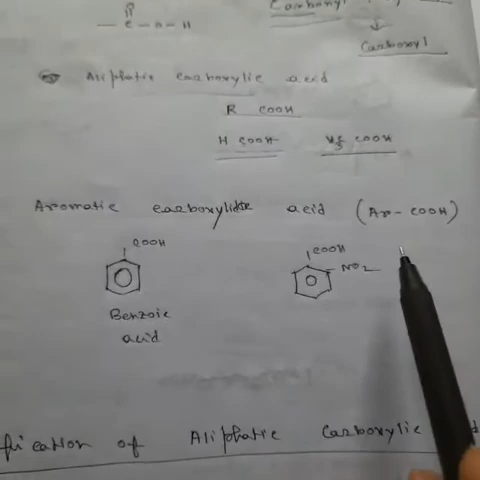 O
— C — O — H
Carboxyl
Aliphatic carboxylic acid
R COOH
H COOH
Aromatic carboxylic acid (Ar - COOH)
COOH
COOH
NO2
Benzoic
acid
of Aliphatic Carboxylic